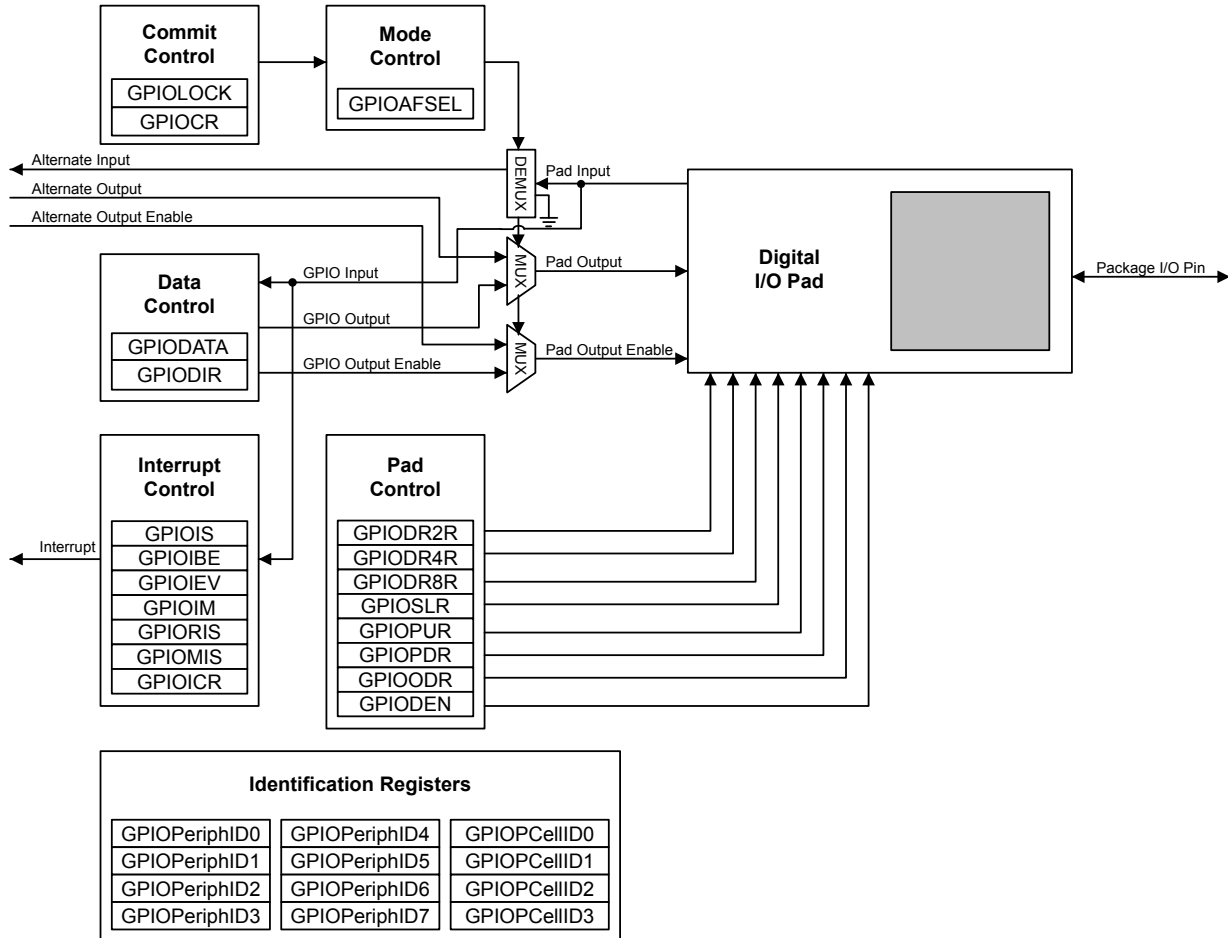 Commit
Control
GPIOLOCK
GPIOCR
Mode
Control
GPIOAFSEL
Alternate Input
Alternate Output
Alternate Output Enable
DEMUX
Pad Input
MUX
Pad Output
MUX
Pad Output Enable
Digital
I/O Pad
Package I/O Pin
Data
Control
GPIODATA
GPIODIR
GPIO Input
GPIO Output
GPIO Output Enable
Interrupt
Control
GPIOIS
GPIOIBE
GPIOIEV
GPIOIM
GPIORIS
GPIOMIS
GPIOICR
Interrupt
Pad
Control
GPIODR2R
GPIODR4R
GPIODR8R
GPIOSLR
GPIOPUR
GPIOPDR
GPIOODR
GPIODEN
Identification Registers
GPIOPeriphID0
GPIOPeriphID1
GPIOPeriphID2
GPIOPeriphID3
GPIOPeriphID4
GPIOPeriphID5
GPIOPeriphID6
GPIOPeriphID7
GPIOPCellID0
GPIOPCellID1
GPIOPCellID2
GPIOPCellID3